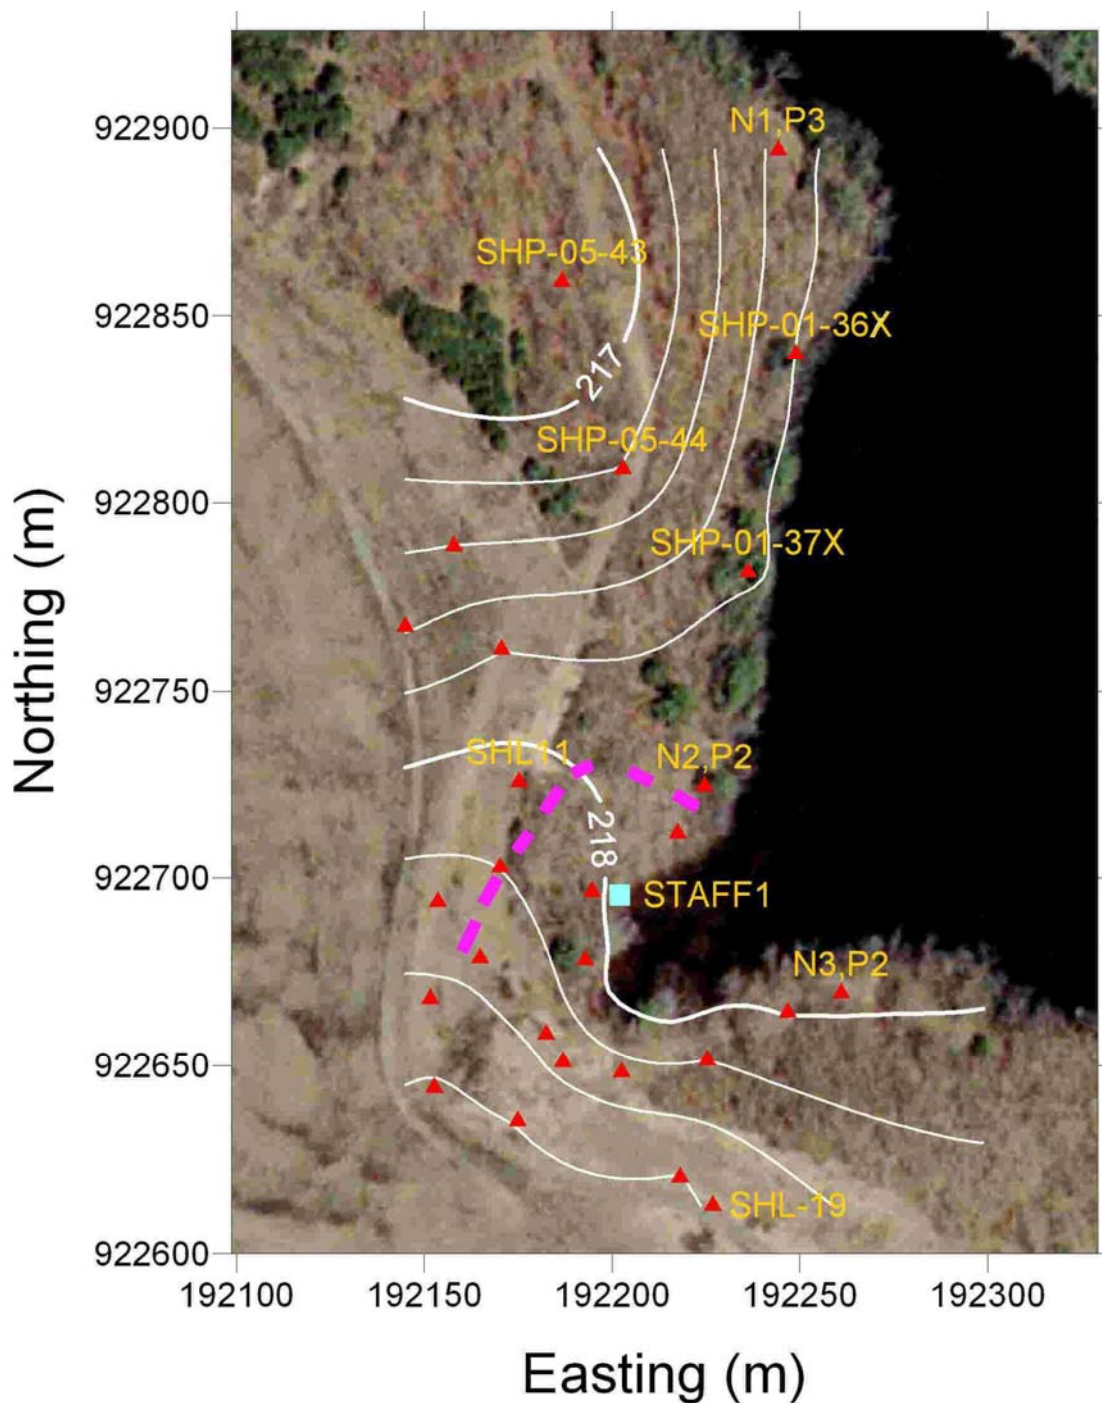 922900
N1,P3
SHP-05-43
922850
SHP-01-36X
217
SHP-05-44
922800
SHP-01-37X
922750
SHL11
N2,P2
218
922700
STAFF1
N3,P2
922650
SHL-19
922600
192100 192150 192200 192250 192300
Northing (m)
Easting (m)